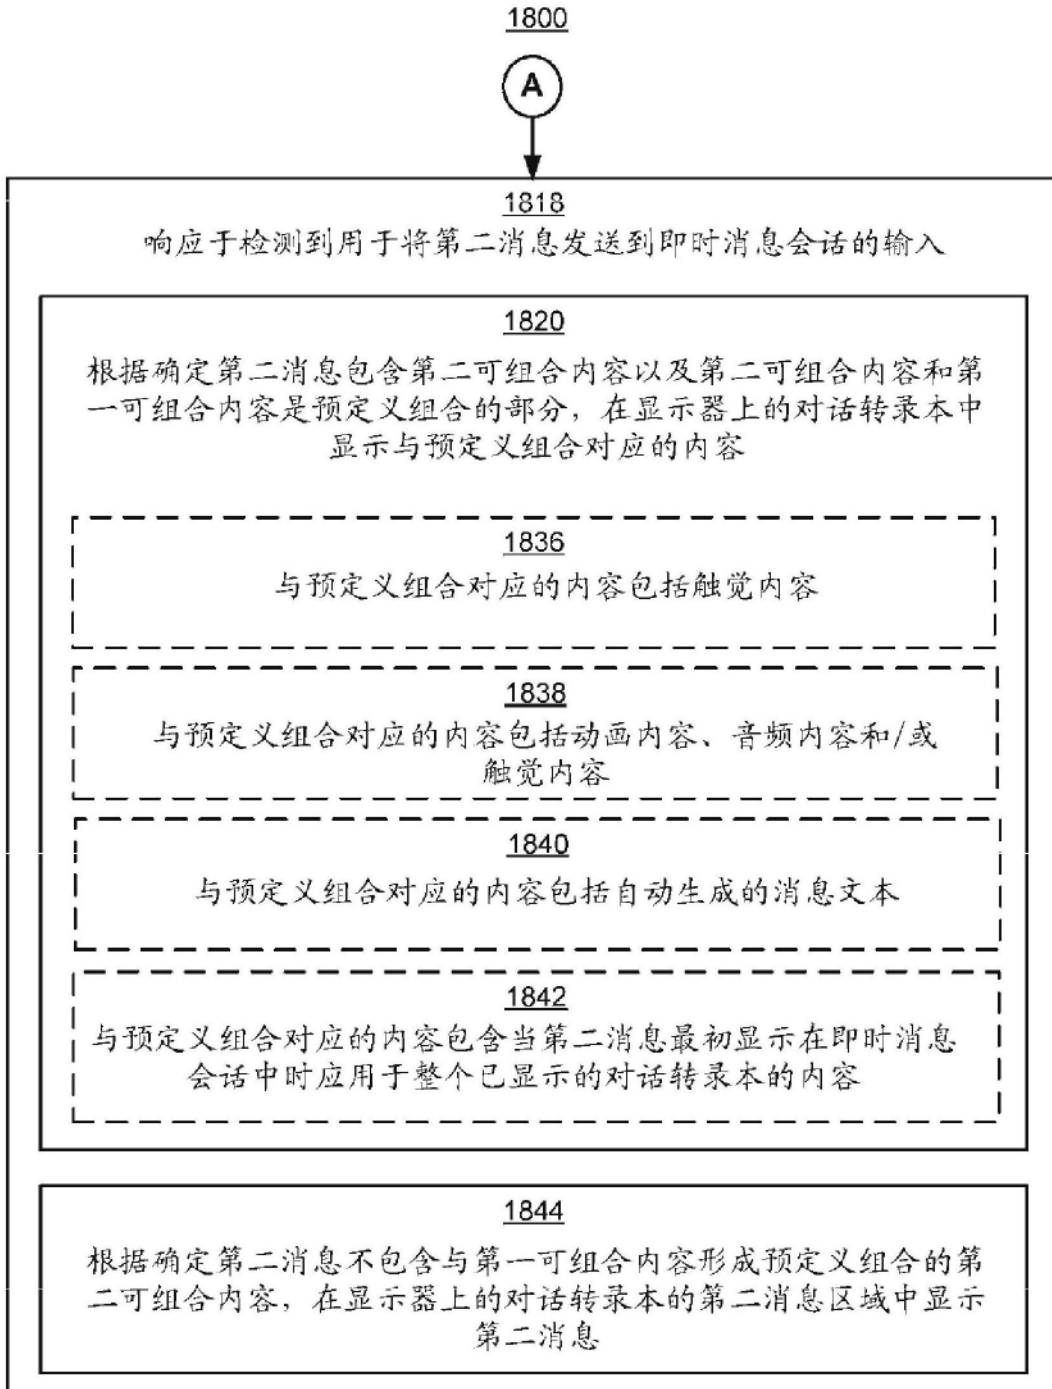 1800
A
1818
响应于检测到用于将第二消息发送到即时消息会话的输入
1820
根据确定第二消息包含第二可组合内容以及第二可组合内容和第
一可组合内容是预定义组合的部分，在显示器上的对话转录本中
显示与预定义组合对应的内容
1836
与预定义组合对应的内容包括触觉内容
1838
与预定义组合对应的内容包括动画内容、音频内容和/或
触觉内容
1840
与预定义组合对应的内容包括自动生成的消息文本
1842
与预定义组合对应的内容包含当第二消息最初显示在即时消息
会话中时应用于整个已显示的对话转录本的内容
1844
根据确定第二消息不包含与第一可组合内容形成预定义组合的第
二可组合内容，在显示器上的对话转录本的第二消息区域中显示
第二消息